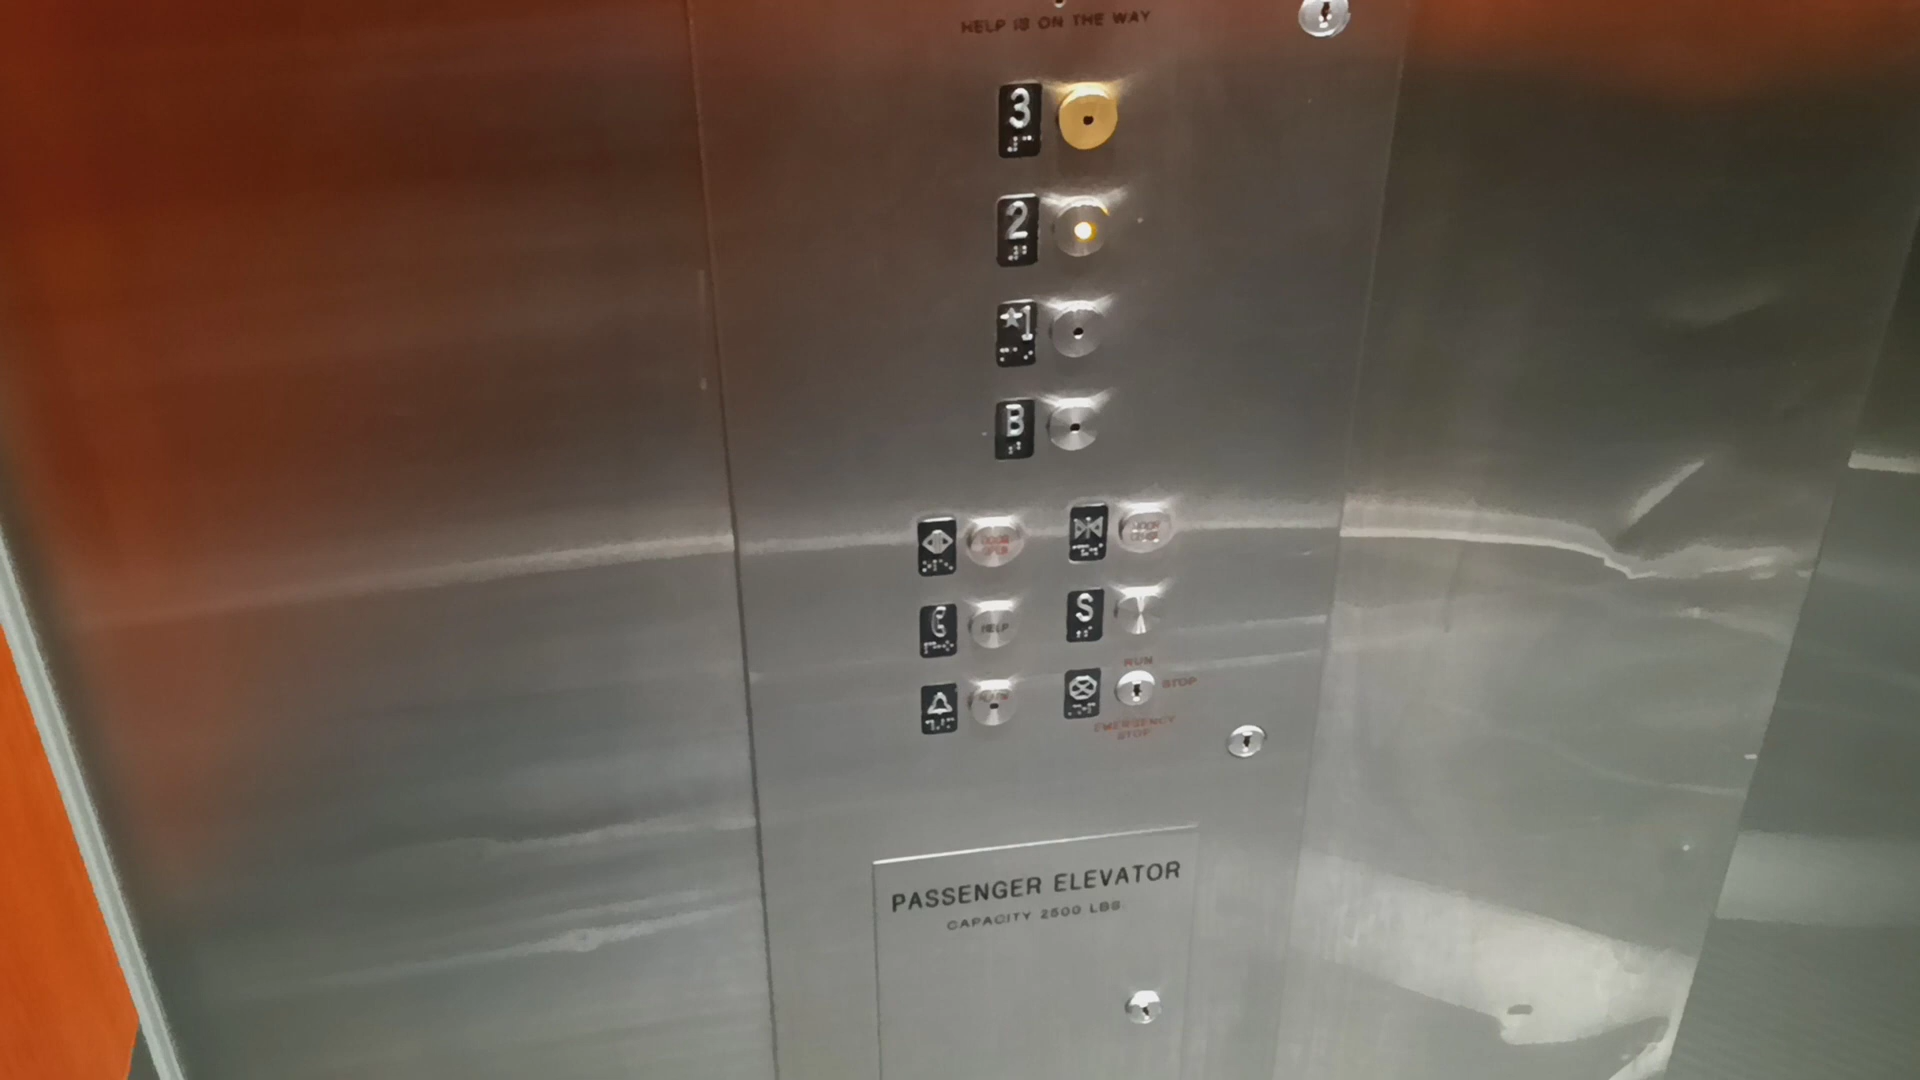 HELP IS ON THE WAY
3
2
★1
B
DOOR OPEN
DOOR CLOSE
HELP
S
RUN
STOP
ALARM
EMERGENCY
STOP
PASSENGER ELEVATOR
CAPACITY 2500 LBS.